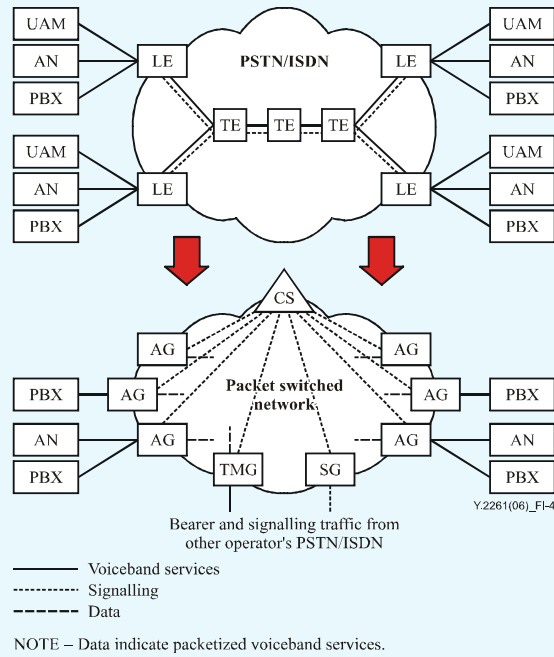 UAM
UAM
LE
PSTN/ISDN
LE
AN
AN
PBX
PBX
TE
TE
TE
UAM
UAM
AN
LE
LE
AN
PBX
PBX
CS
AG
AG
PBX
AG
Packet switched
network
AG
PBX
AN
AG
AG
AN
PBX
TMG
SG
PBX
Y.2261(06)_FI-4
Bearer and signalling traffic from
other operator's PSTN/ISDN
Voiceband services
Signalling
Data
NOTE – Data indicate packetized voiceband services.